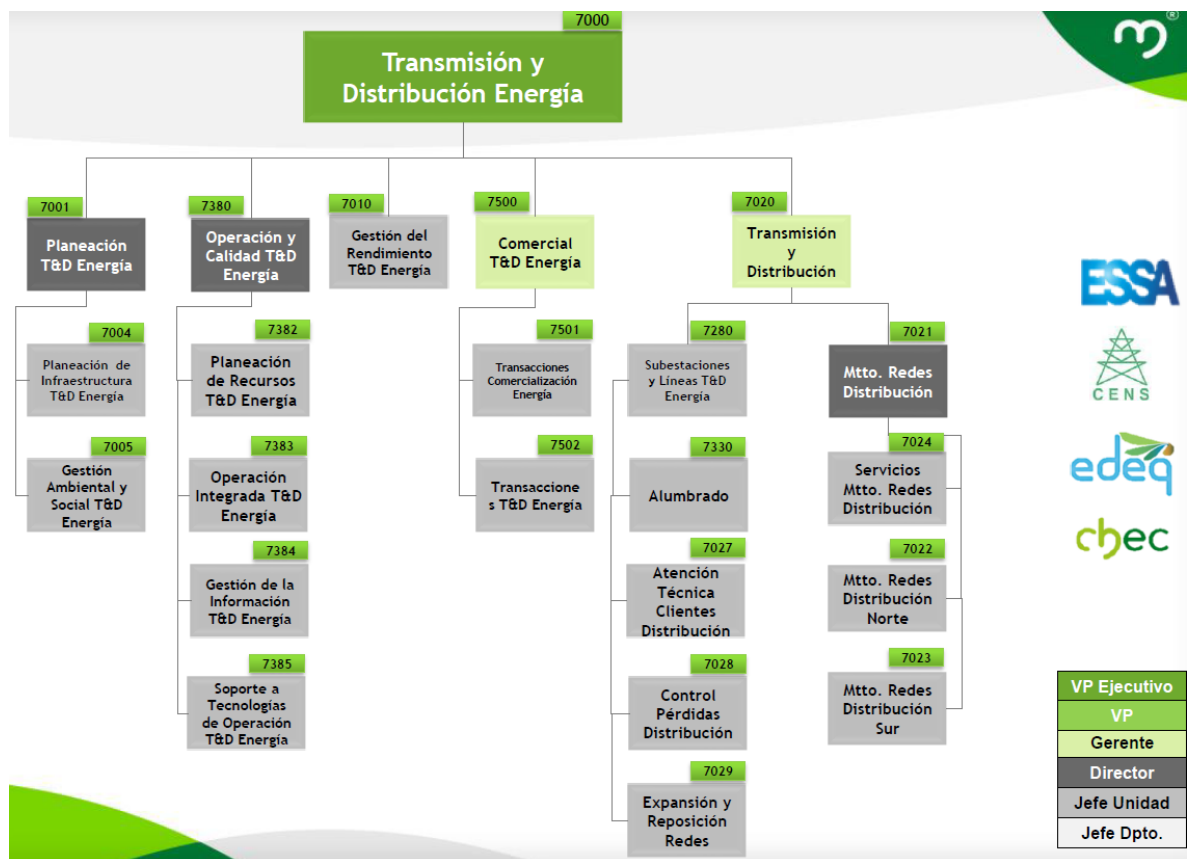 7000
Transmisión y
Distribución Energía
®
7001
Planeación
T&D Energía
7380
Operación y
Calidad T&D
Energía
7010
Gestión del
Rendimiento
T&D Energía
7500
Comercial
T&D Energía
7020
Transmisión
y
Distribución
7004
Planeación de
Infraestructura
T&D Energía
7005
Gestión
Ambiental y
Social T&D
Energía
7382
Planeación
de Recursos
T&D Energía
7383
Operación
Integrada T&D
Energía
7384
Gestión de la
Información
T&D Energía
7385
Soporte a
Tecnologías
de Operación
T&D Energía
7501
Transacciones
Comercialización
Energía
7502
Transaccione
s T&D Energía
7280
Subestaciones
y Líneas T&D
Energía
7330
Alumbrado
7027
Atención
Técnica
Clientes
Distribución
7028
Control
Pérdidas
Distribución
7029
Expansión y
Reposición
Redes
7021
Mtto. Redes
Distribución
7024
Servicios
Mtto. Redes
Distribución
7022
Mtto. Redes
Distribución
Norte
7023
Mtto. Redes
Distribución
Sur
ESSA
CENS
edeq
chec
VP Ejecutivo
VP
Gerente
Director
Jefe Unidad
Jefe Dpto.